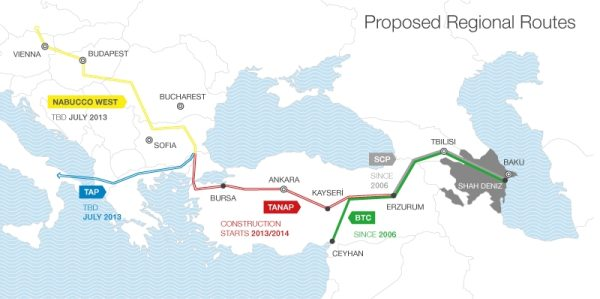 Proposed Regional Routes
VIENNA
BUDAPEST
NABUCCO WEST
TBD JULY 2013
BUCHAREST
SOFIA
TAP
TBD
JULY 2013
BURSA
ANKARA
TANAP
CONSTRUCTION
STARTS 2013/2014
KAYSERİ
SCP
SINCE
2006
ERZURUM
BTC
SINCE 2006
CEYHAN
TBILISI
BAKU
SHAH DENIZ